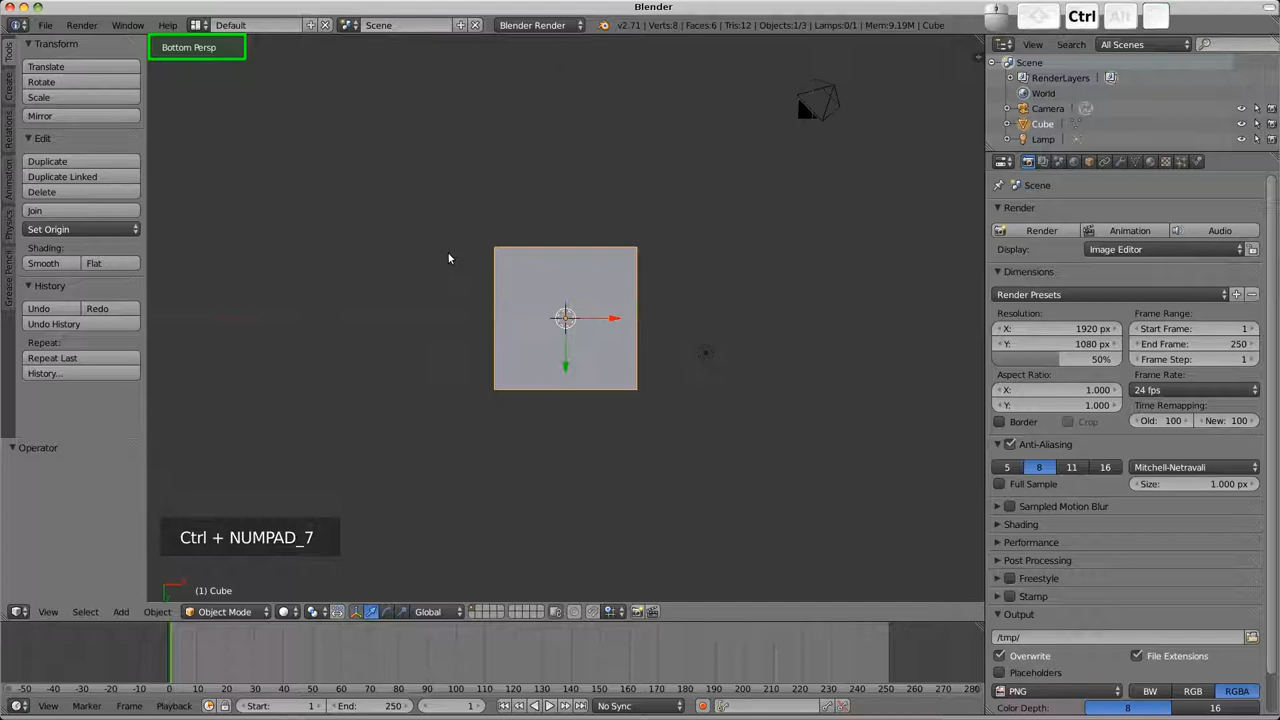 Blender
Ctrl
Alt
File Render Window Help Default Scene Blender Render v2.71 | Verts:8 | Faces:6 | Tris:12 | Objects:1/3 | Lamps:0/1 | Mem:9.19M | Cube
View Search All Scenes
Bottom Persp
Tools
Create
Relations
Animation
Physics
Grease Pencil
Transform
Translate
Rotate
Scale
Mirror
Edit
Duplicate
Duplicate Linked
Delete
Join
Set Origin
Shading:
Smooth Flat
History
Undo Redo
Undo History
Repeat:
Repeat Last
History...
Operator
Ctrl + NUMPAD_7
(1) Cube
View Select Add Object Object Mode Global
-50 -40 -30 -20 -10 0 10 20 30 40 50 60 70 80 90 100 110 120 130 140 150 160 170 180 190 200 210 220 230 240 250 260 270 280
View Marker Frame Playback Start: 1 End: 250 1 No Sync
Scene
RenderLayers
World
Camera
Cube
Lamp
Scene
Render
Render Animation Audio
Display: Image Editor
Dimensions
Render Presets
Resolution: Frame Range:
X: 1920 px Start Frame: 1
Y: 1080 px End Frame: 250
50% Frame Step: 1
Aspect Ratio: Frame Rate:
X: 1.000 24 fps
Y: 1.000 Time Remapping:
Border Crop Old: 100 New: 100
Anti-Aliasing
5 8 11 16 Mitchell-Netravali
Full Sample Size: 1.000 px
Sampled Motion Blur
Shading
Performance
Post Processing
Freestyle
Stamp
Output
/tmp/
Overwrite File Extensions
Placeholders
PNG BW RGB RGBA
Color Depth: 8 16